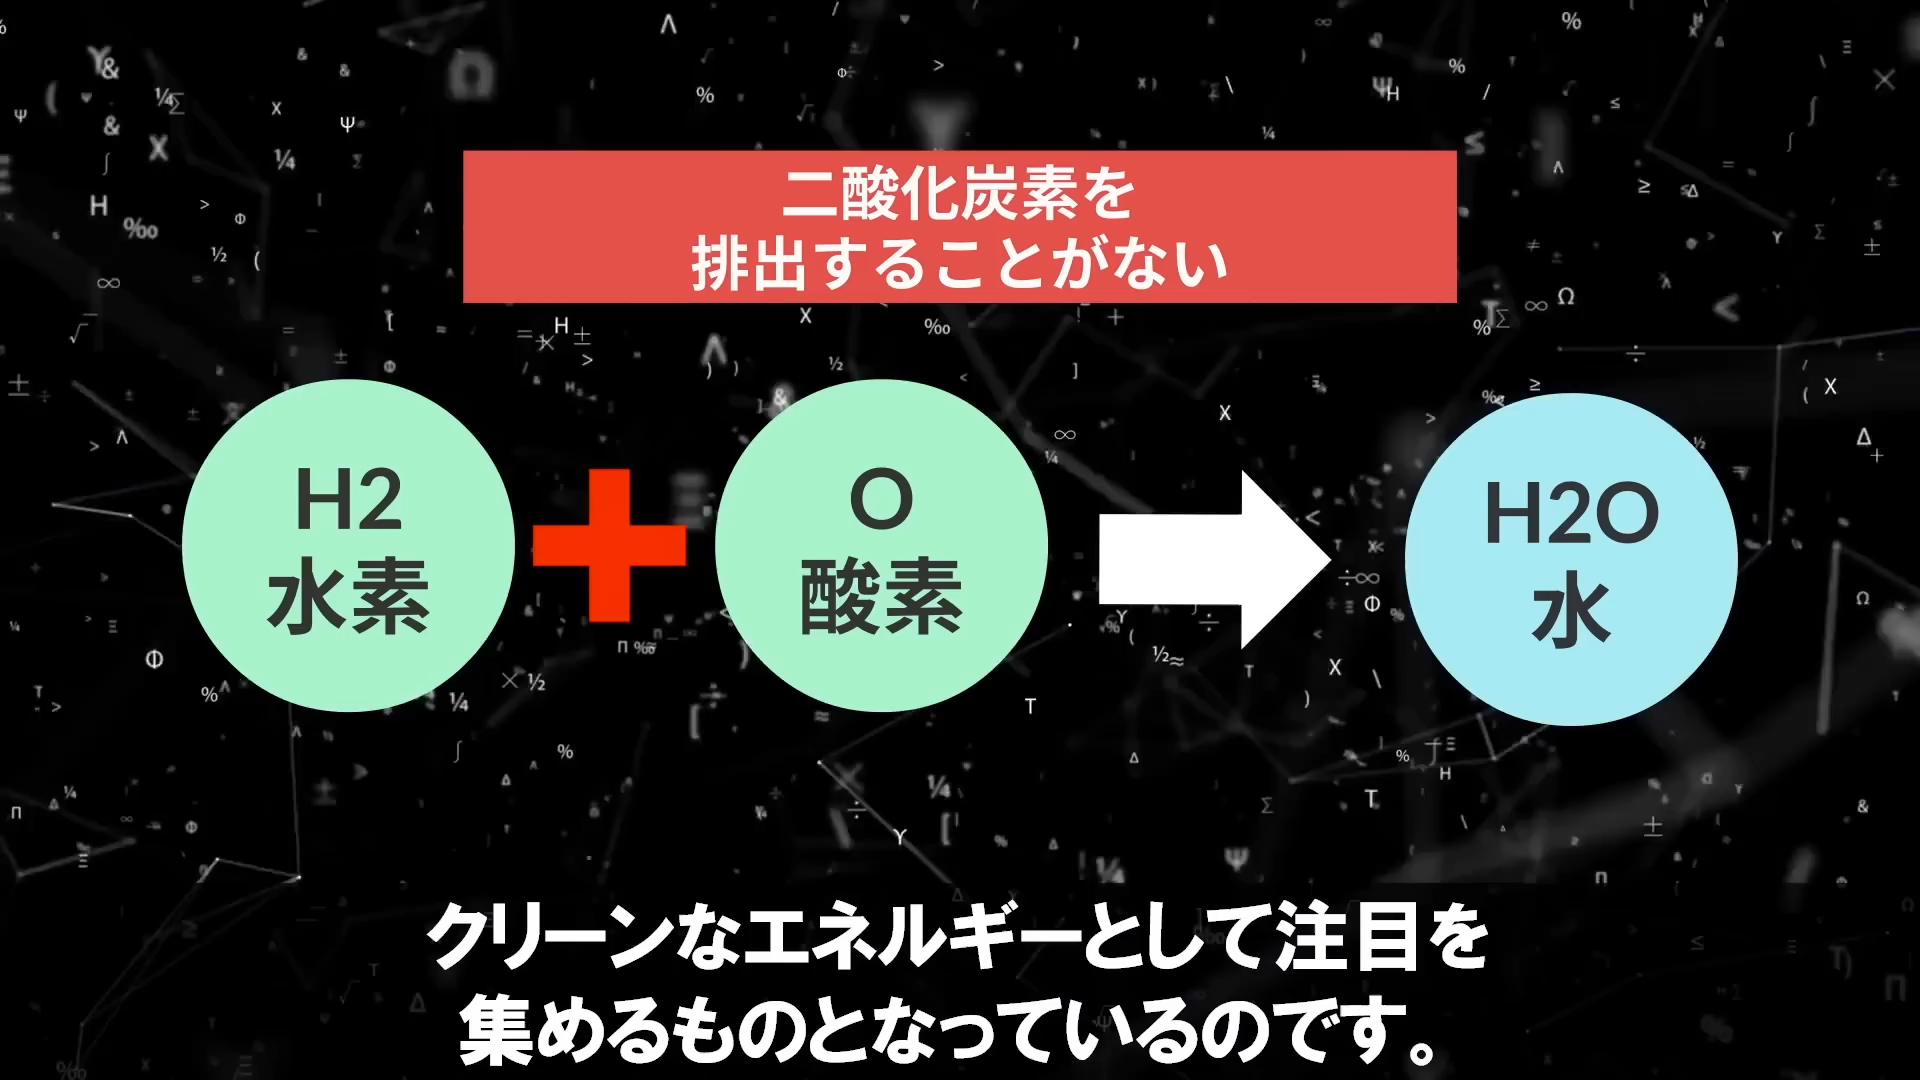 二酸化炭素を
排出することがない
H2
水素
O
酸素
H2O
水
クリーンなエネルギーとして注目を
集めるものとなっているのです。